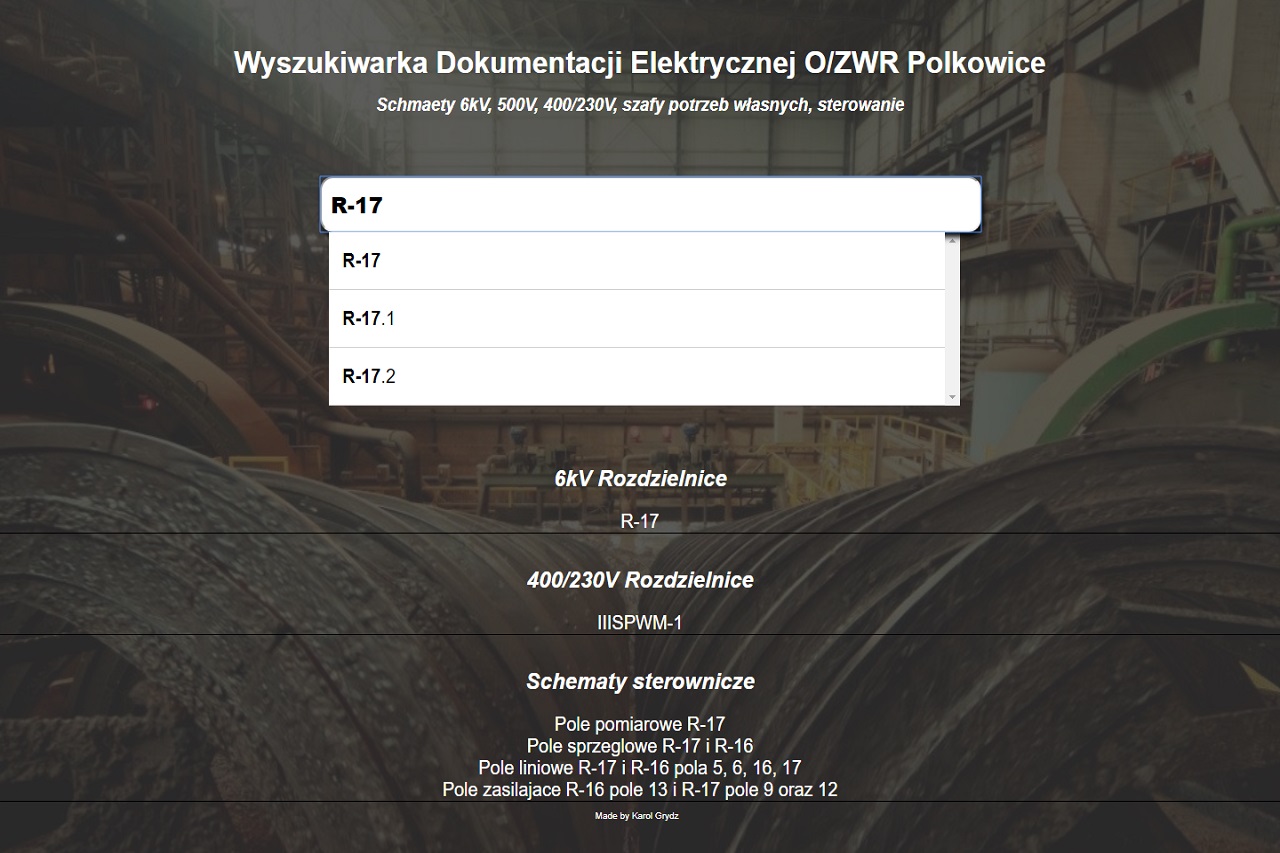 Wyszukiwarka Dokumentacji Elektrycznej O/ZWR Polkowice
Schmaety 6kV, 500V, 400/230V, szafy potrzeb własnych, sterowanie
R-17
R-17
R-17.1
R-17.2
6kV Rozdzielnice
R-17
400/230V Rozdzielnice
IIISPWM-1
Schematy sterownicze
Pole pomiarowe R-17
Pole sprzeglowe R-17 i R-16
Pole liniowe R-17 i R-16 pola 5, 6, 16, 17
Pole zasilajace R-16 pole 13 i R-17 pole 9 oraz 12
Made by Karol Grydz